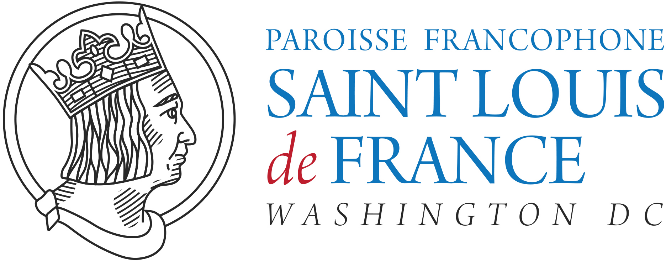 PAROISSE FRANCOPHONE
SAINT LOUIS
de FRANCE
WASHINGTON DC